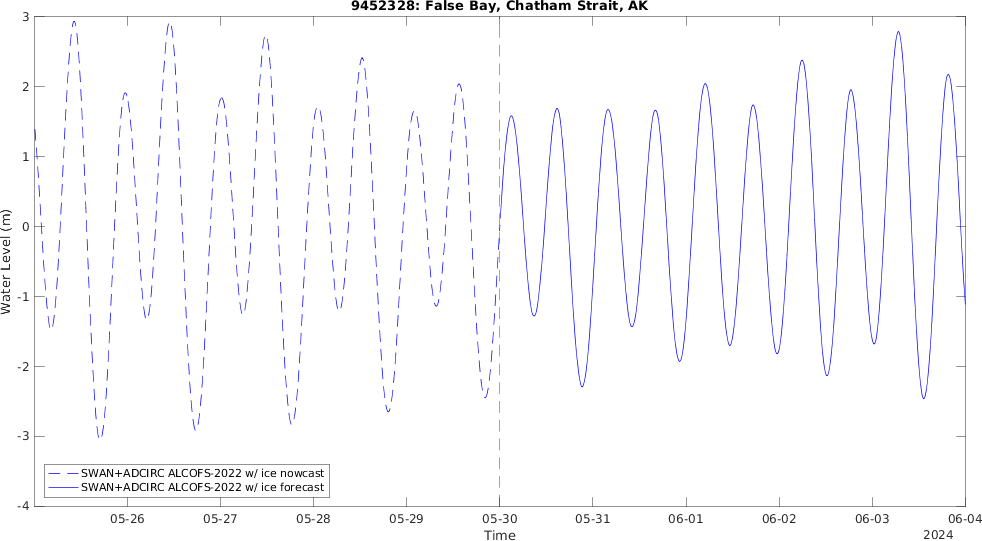 9452328: False Bay, Chatham Strait, AK
3
2
1
0
-1
-2
-3
-4
Water Level (m)
SWAN+ADCIRC ALCOFS-2022 w/ ice nowcast
SWAN+ADCIRC ALCOFS-2022 w/ ice forecast
05-26 05-27 05-28 05-29 05-30 05-31 06-01 06-02 06-03 06-04
Time
2024